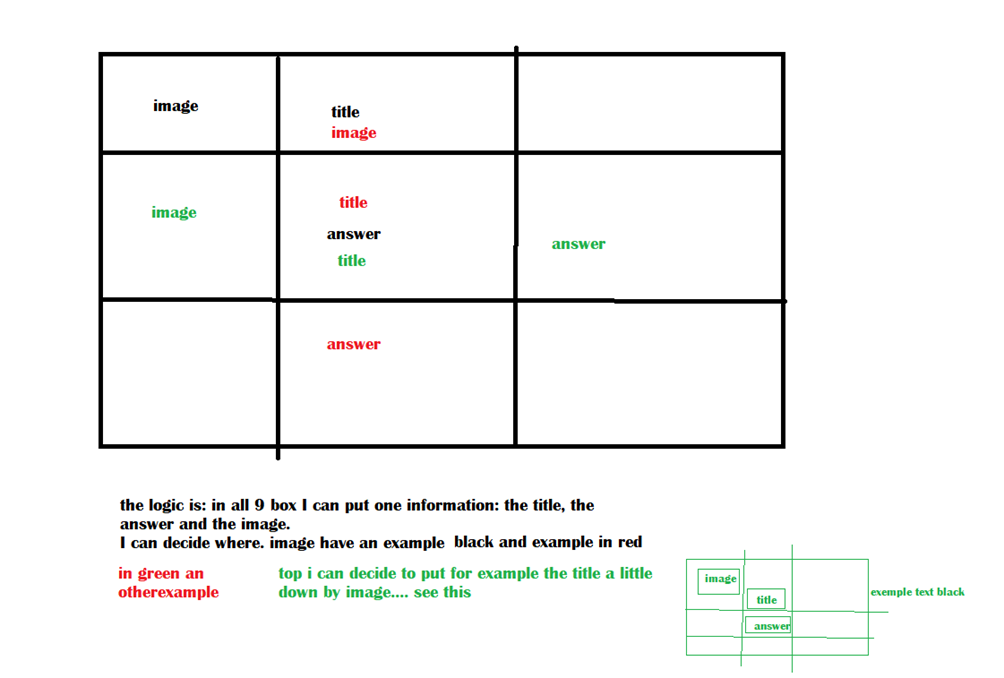 image
title
image
image
title
answer
title
answer
answer
the logic is: in all 9 box I can put one information: the title, the
answer and the image.
I can decide where. image have an example black and example in red
in green an
otherexample
top i can decide to put for example the title a little
down by image.... see this
image
title
answer
exemple text black